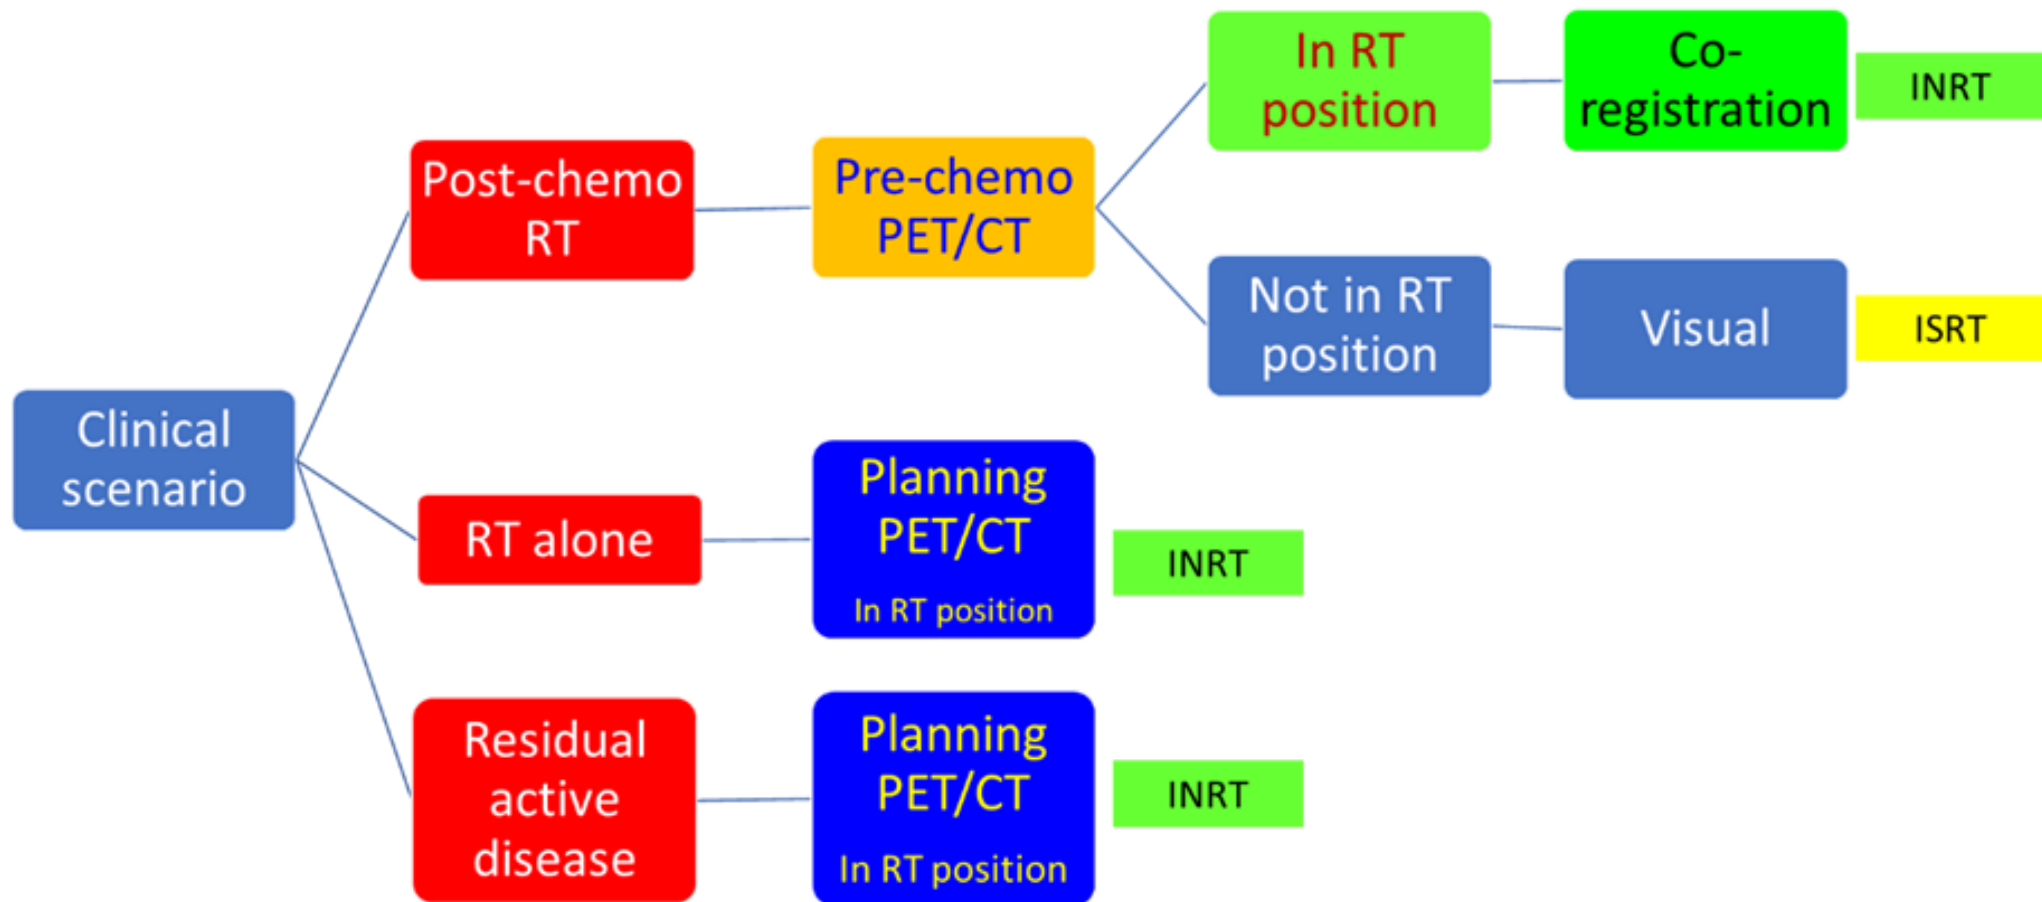 In RT
position
Co-
registration
INRT
Post-chemo
RT
Pre-chemo
PET/CT
Not in RT
position
Visual
ISRT
Clinical
scenario
RT alone
Planning
PET/CT
In RT position
INRT
Residual
active
disease
Planning
PET/CT
In RT position
INRT